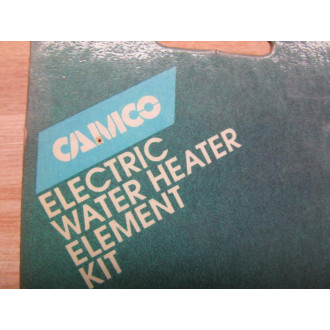 CAMCO
ELECTRIC
WATER HEATER
ELEMENT
KIT